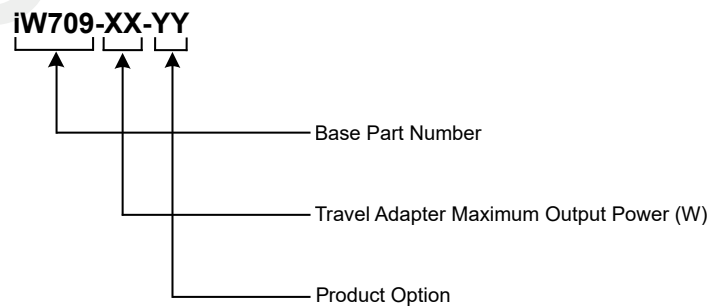 iW709-XX-YY
Base Part Number
Travel Adapter Maximum Output Power (W)
Product Option